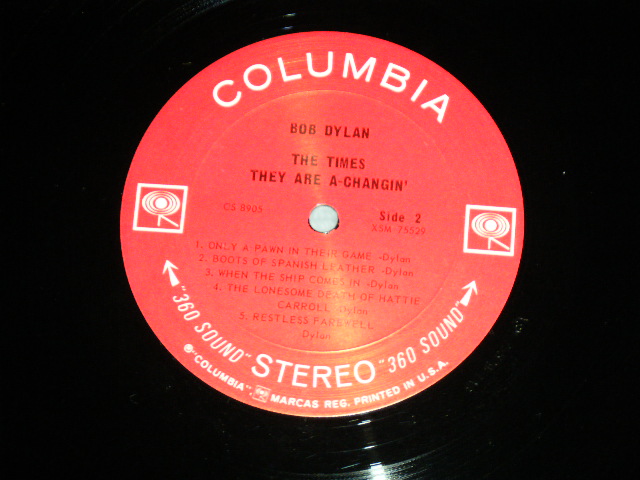 COLUMBIA
BOB DYLAN
THE TIMES
THEY ARE A-CHANGIN'
CS 8905
Side 2
XSM-75529
1. ONLY A PAWN IN THEIR GAME -Dylan
2. BOOTS OF SPANISH LEATHER -Dylan
3. WHEN THE SHIP COMES IN -Dylan
4. THE LONESOME DEATH OF HATTIE
CARROLL -Dylan
5. RESTLESS FAREWELL
Dylan
"360 SOUND" STEREO "360 SOUND"
℗"COLUMBIA", MARCAS REG. PRINTED IN U.S.A.